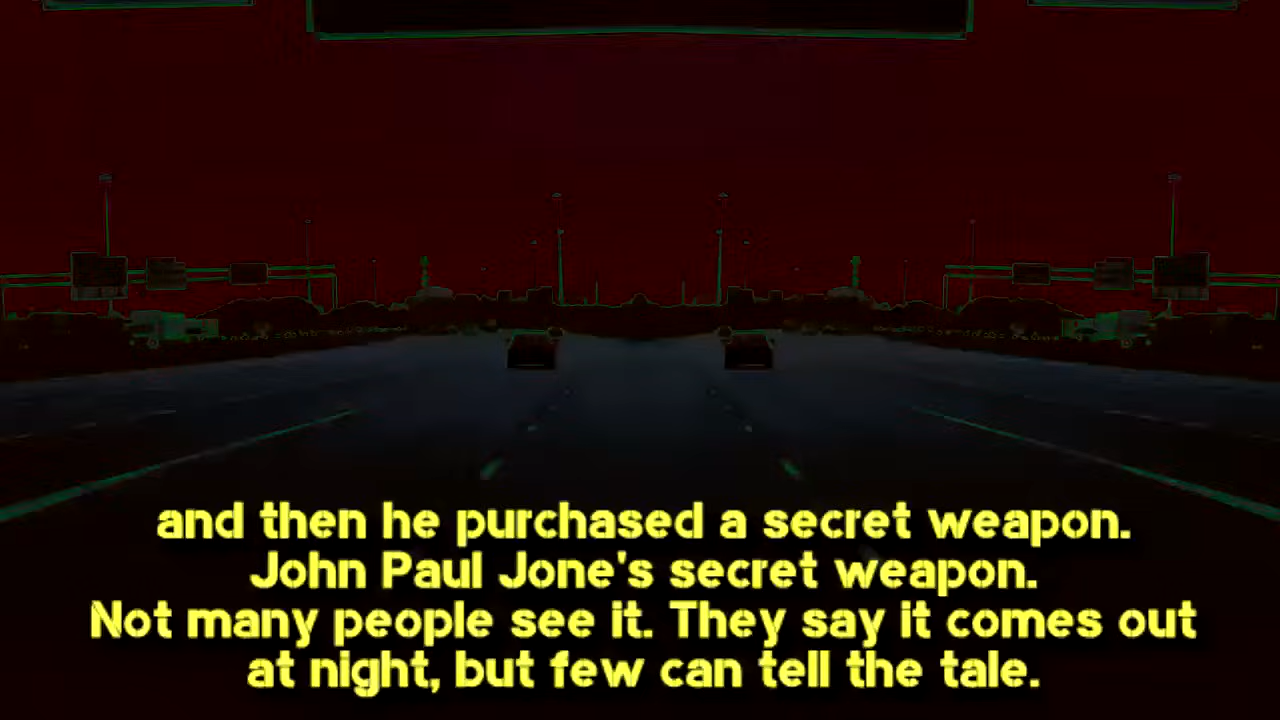 and then he purchased a secret weapon.
John Paul Jone's secret weapon.
Not many people see it. They say it comes out
at night, but few can tell the tale.